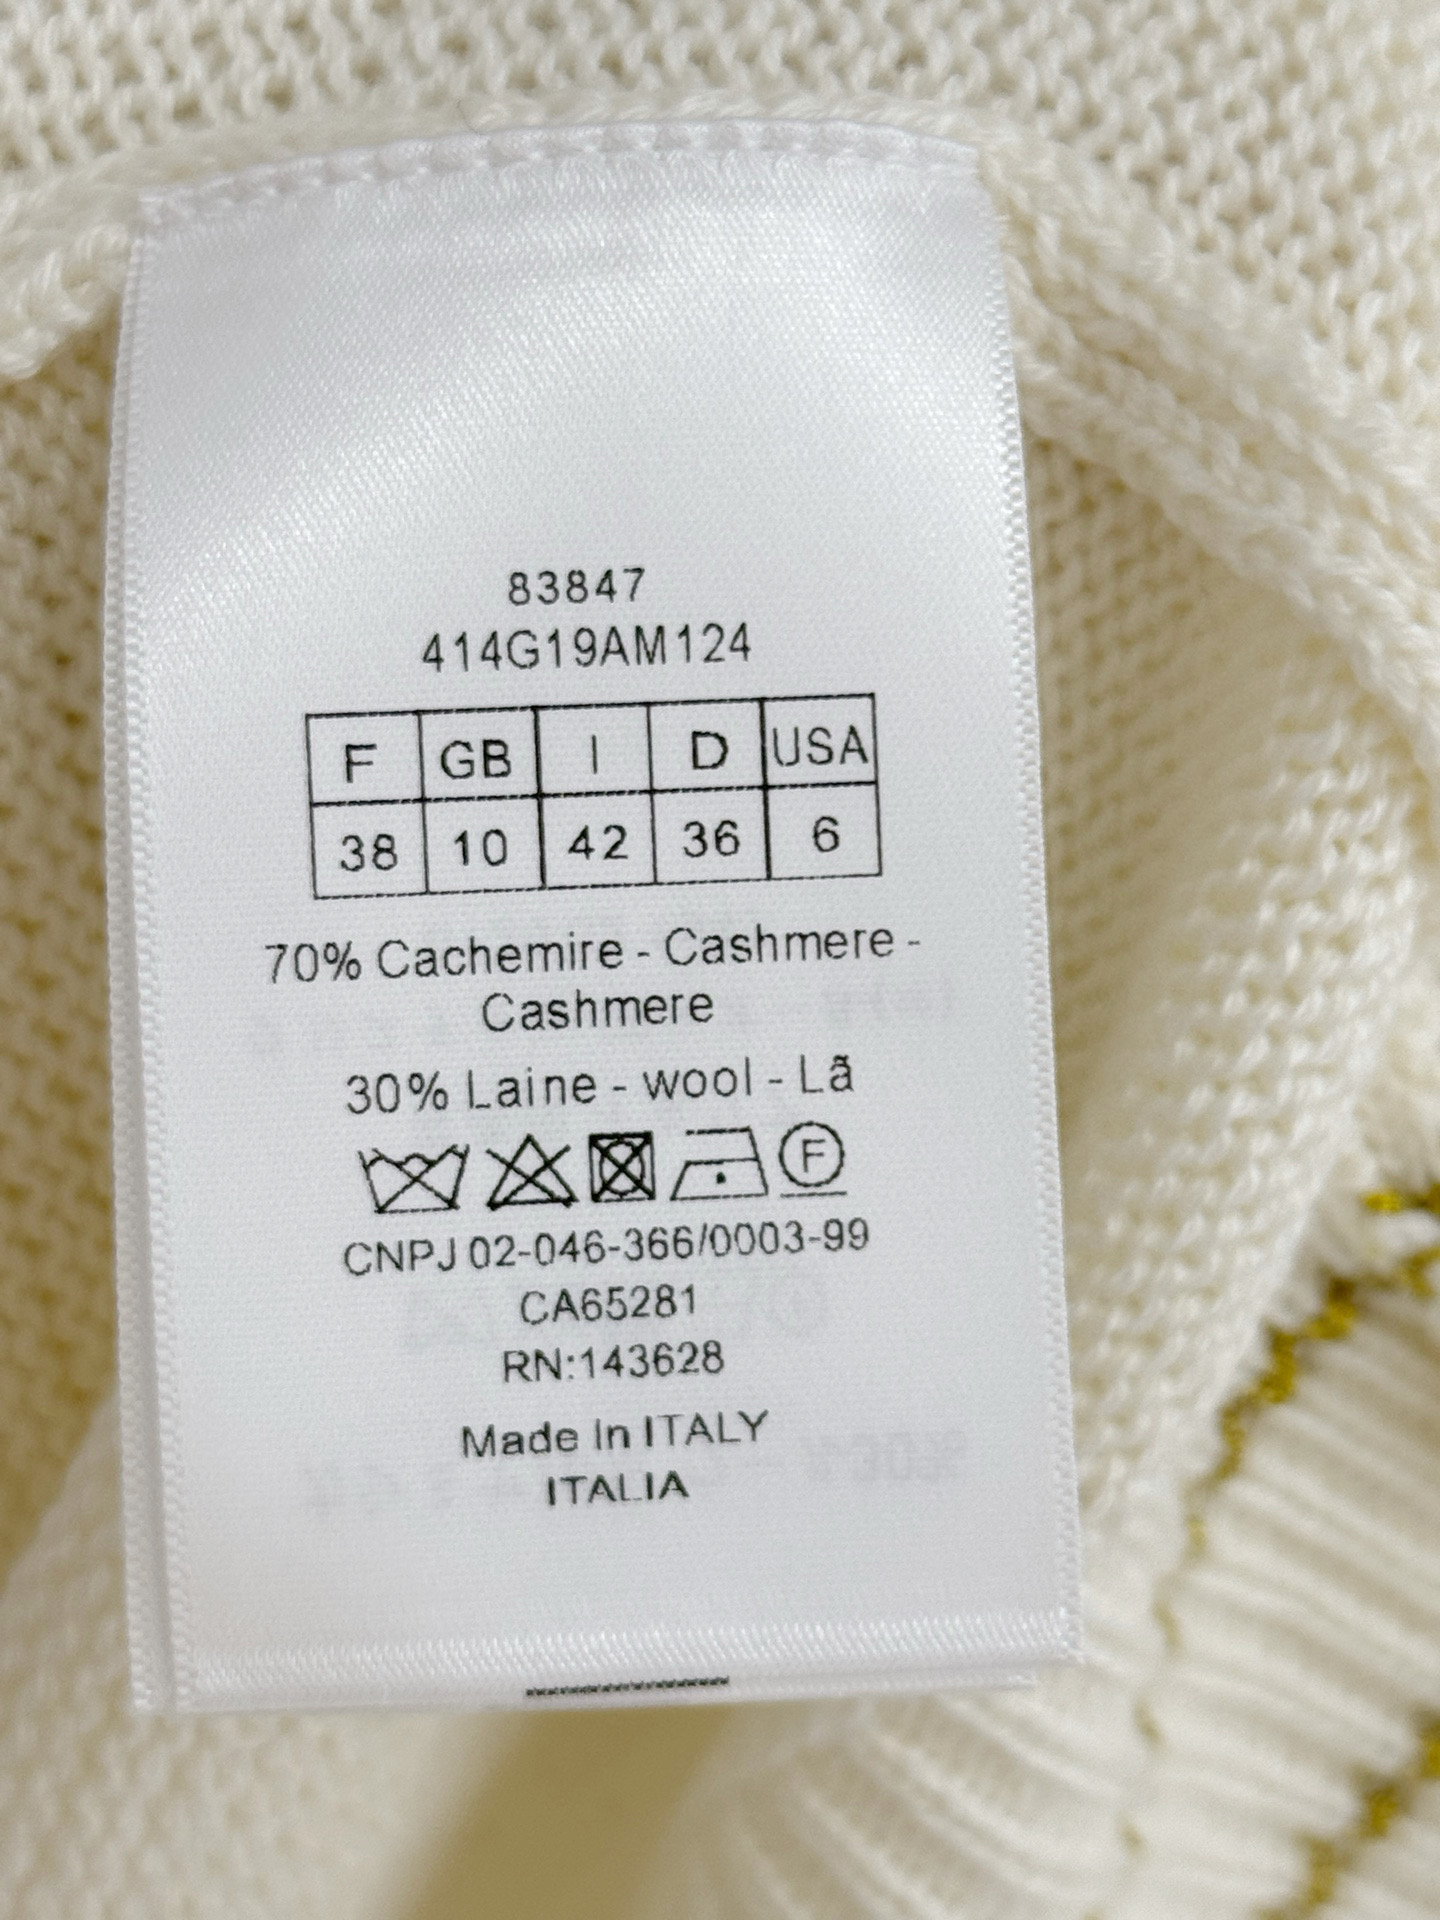 83847
414G19AM124
F GB I D USA
38 10 42 36 6
70% Cachemire - Cashmere -
Cashmere
30% Laine - wool - Lã
F
CNPJ 02-046-366/0003-99
CA65281
RN:143628
Made In ITALY
ITALIA